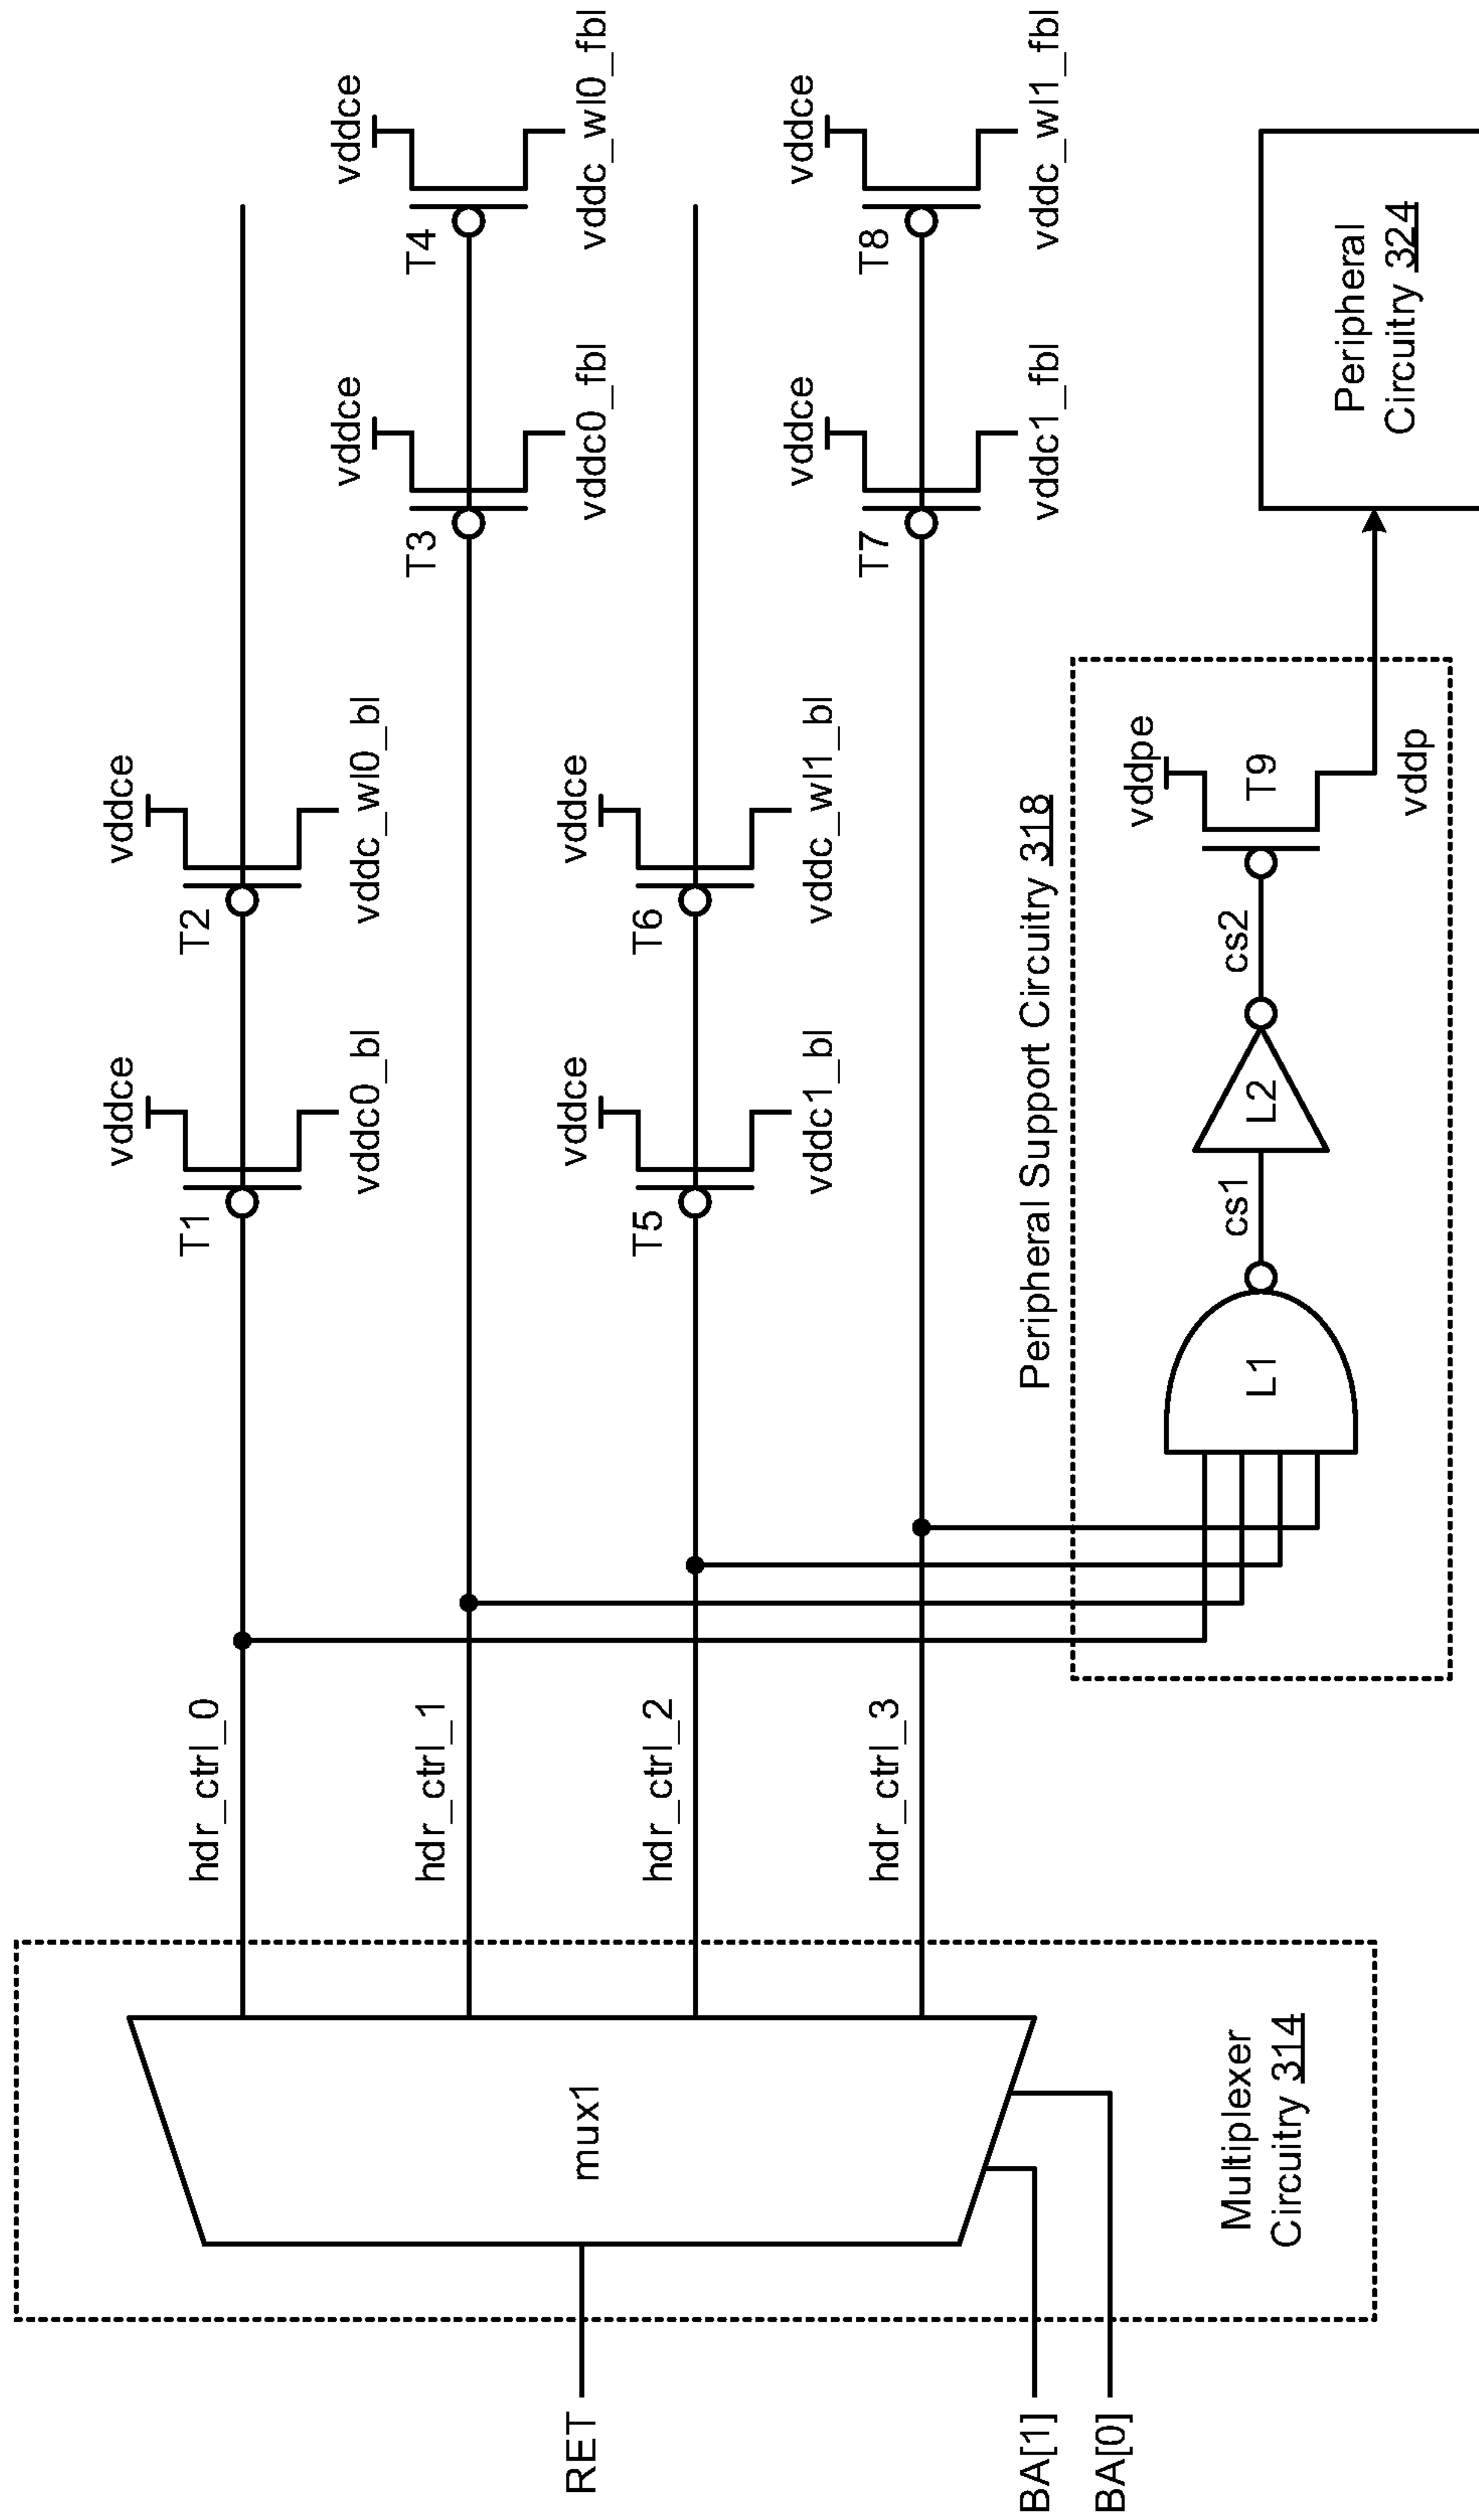 RET
BA[1]
BA[0]
mux1
Multiplexer
Circuitry 314
hdr_ctrl_0
hdr_ctrl_1
hdr_ctrl_2
hdr_ctrl_3
vddce
T1
vddc0_bl
vddce
T2
vddc_wl0_bl
vddce
T3
vddc0_fbl
vddce
T4
vddc_wl0_fbl
vddce
T5
vddc1_bl
vddce
T6
vddc_wl1_bl
vddce
T7
vddc1_fbl
vddce
T8
vddc_wl1_fbl
Peripheral Support Circuitry 318
L1
cs1
L2
cs2
vddpe
T9
vddp
Peripheral
Circuitry 324